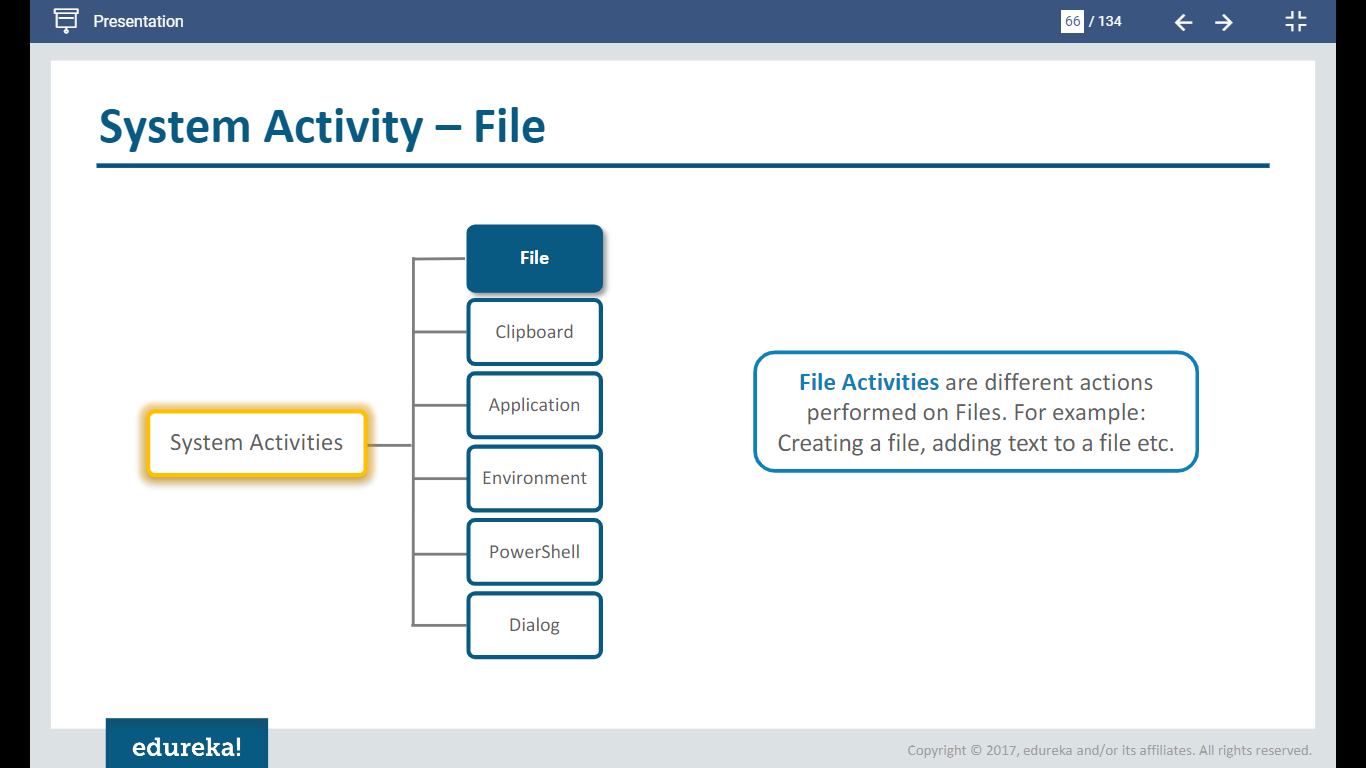 Presentation
66 / 134
System Activity – File
File
Clipboard
Application
System Activities
Environment
PowerShell
Dialog
File Activities are different actions
performed on Files. For example:
Creating a file, adding text to a file etc.
edureka!
Copyright © 2017, edureka and/or its affiliates. All rights reserved.